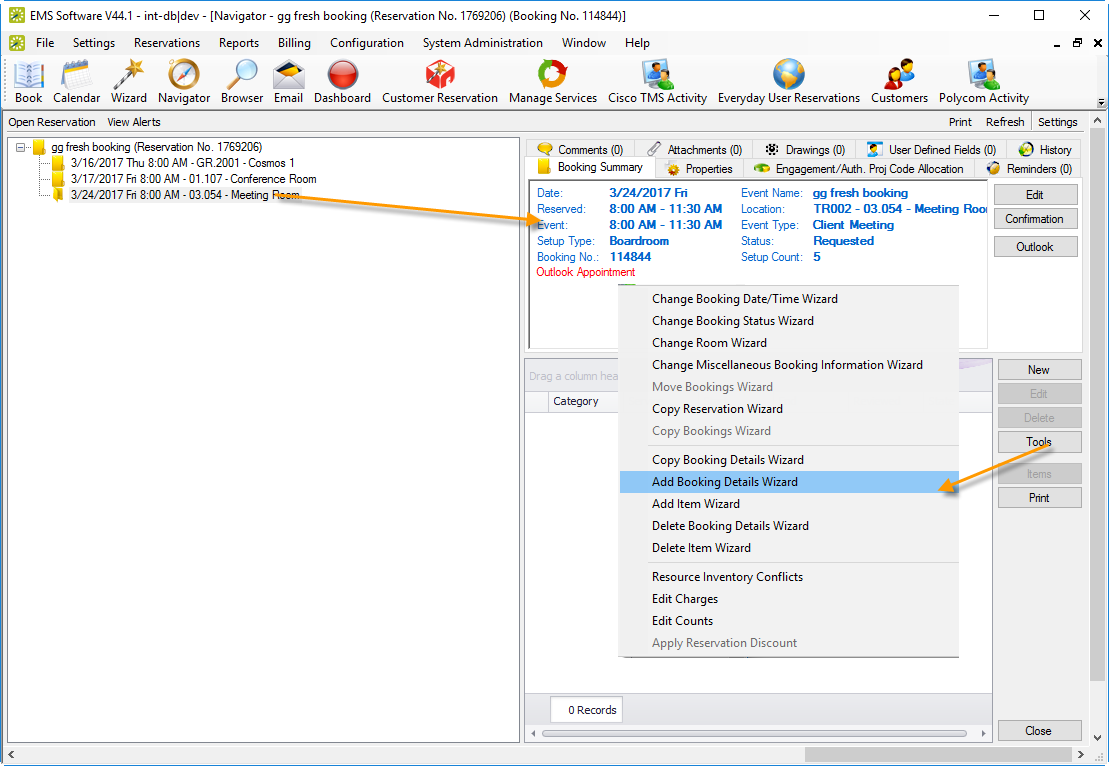 EMS Software V44.1 - int-db|dev - [Navigator - gg fresh booking (Reservation No. 1769206) (Booking No. 114844)]
File Settings Reservations Reports Billing Configuration System Administration Window Help
Book Calendar Wizard Navigator Browser Email Dashboard Customer Reservation Manage Services Cisco TMS Activity Everyday User Reservations Customers Polycom Activity
Open Reservation View Alerts Print Refresh Settings
gg fresh booking (Reservation No. 1769206)
3/16/2017 Thu 8:00 AM - GR.2001 - Cosmos 1
3/17/2017 Fri 8:00 AM - 01.107 - Conference Room
3/24/2017 Fri 8:00 AM - 03.054 - Meeting Room
Comments (0) Attachments (0) Drawings (0) User Defined Fields (0) History
Booking Summary Properties Engagement/Auth. Proj Code Allocation Reminders (0)
Date: 3/24/2017 Fri Event Name: gg fresh booking
Reserved: 8:00 AM - 11:30 AM Location: TR002 - 03.054 - Meeting Roo
Event: 8:00 AM - 11:30 AM Event Type: Client Meeting
Setup Type: Boardroom Status: Requested
Booking No.: 114844 Setup Count: 5
Outlook Appointment
Edit
Confirmation
Outlook
Change Booking Date/Time Wizard
Change Booking Status Wizard
Change Room Wizard
Change Miscellaneous Booking Information Wizard
Move Bookings Wizard
Copy Reservation Wizard
Copy Bookings Wizard
Copy Booking Details Wizard
Add Booking Details Wizard
Add Item Wizard
Delete Booking Details Wizard
Delete Item Wizard
Resource Inventory Conflicts
Edit Charges
Edit Counts
Apply Reservation Discount
Drag a column hea
Category
New
Edit
Delete
Tools
Items
Print
0 Records
Close